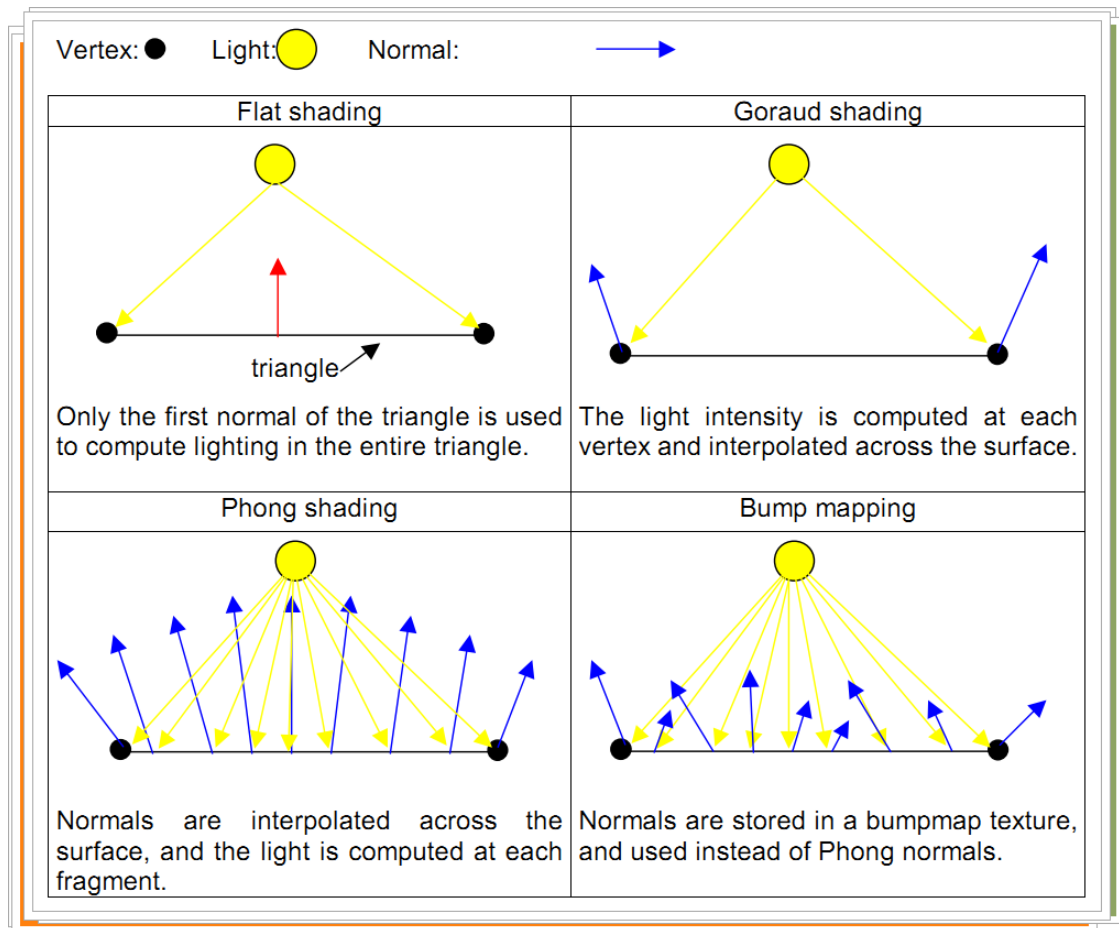 Vertex: Light: Normal:
Flat shading
Goraud shading
triangle
Only the first normal of the triangle is used
to compute lighting in the entire triangle.
The light intensity is computed at each
vertex and interpolated across the surface.
Phong shading
Bump mapping
Normals are interpolated across the
surface, and the light is computed at each
fragment.
Normals are stored in a bumpmap texture,
and used instead of Phong normals.